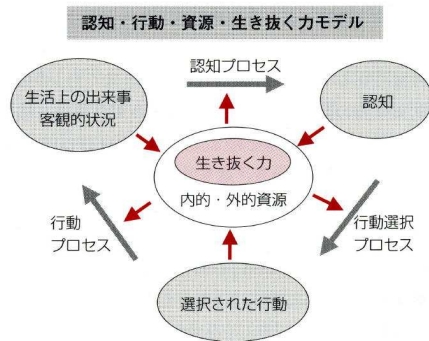 認知・行動・資源・生き抜く力モデル
認知プロセス
生活上の出来事
客観的状況
認知
生き抜く力
内的・外的資源
行動
プロセス
行動選択
プロセス
選択された行動